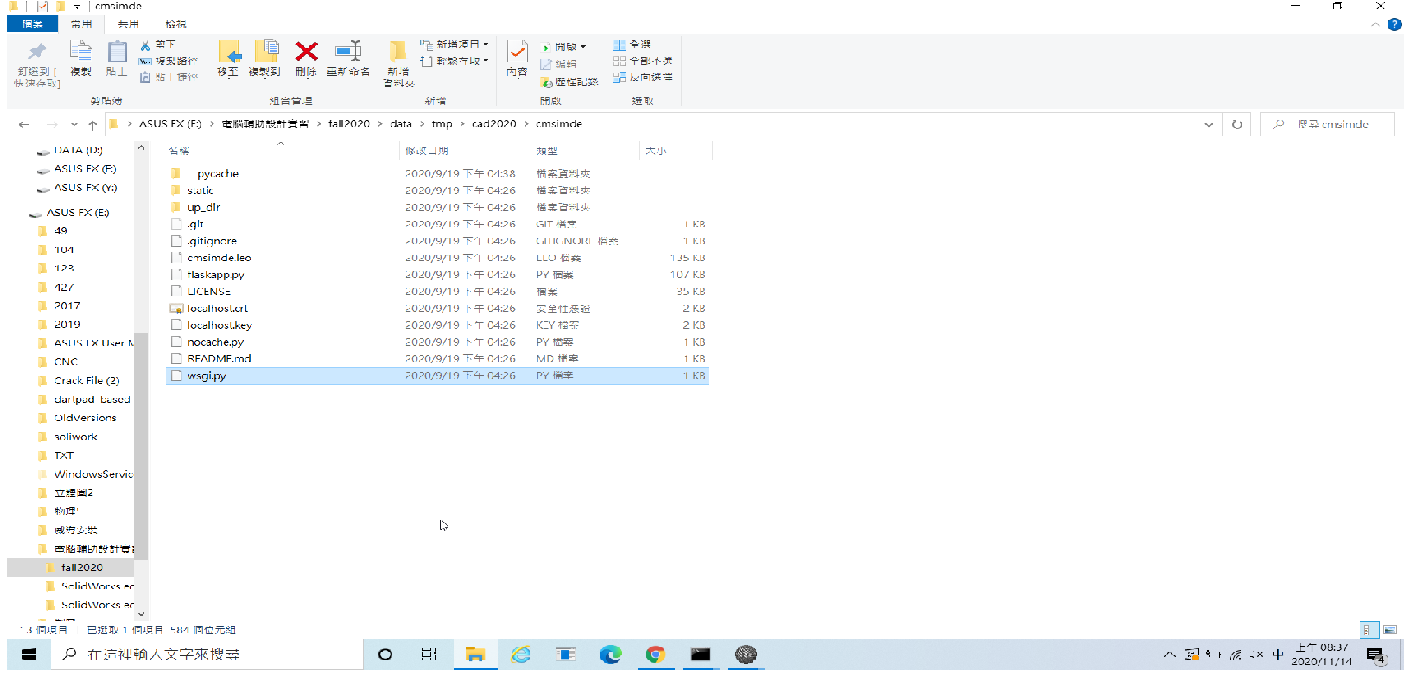 cmsimde
檔案 常用 共用 檢視
釘選到 [快速存取]
複製
貼上
剪下
複製路徑
貼上捷徑
剪貼簿
移至
複製到
刪除
重新命名
組合管理
新增資料夾
新增項目
輕鬆存取
新增
內容
開啟
編輯
歷程記錄
開啟
全選
全部不選
反向選擇
選取
ASUS FX (E:) > 電腦輔助設計實習 > fall2020 > data > tmp > cad2020 > cmsimde
搜尋 cmsimde
DATA (D:)
ASUS FX (E:)
ASUS FX (Y:)
ASUS FX (E:)
49
104
123
427
2017
2019
ASUS FX User M
CNC
Crack File (2)
dartpad_based
OldVersions
soliwork
TXT
WindowsServic
立體圖2
物理1
電腦輔助設計實習
fall2020
SolidWorks ec
SolidWorks ec
名稱 修改日期 類型 大小
__pycache__ 2020/9/19 下午 04:38 檔案資料夾
static 2020/9/19 下午 04:26 檔案資料夾
up_dir 2020/9/19 下午 04:26 檔案資料夾
.git 2020/9/19 下午 04:26 GIT 檔案 1 KB
.gitignore 2020/9/19 下午 04:26 GITIGNORE 檔案 1 KB
cmsimde.leo 2020/9/19 下午 04:26 LEO 檔案 135 KB
flaskapp.py 2020/9/19 下午 04:26 PY 檔案 107 KB
LICENSE 2020/9/19 下午 04:26 檔案 35 KB
localhost.crt 2020/9/19 下午 04:26 安全性憑證 2 KB
localhost.key 2020/9/19 下午 04:26 KEY 檔案 2 KB
nocache.py 2020/9/19 下午 04:26 PY 檔案 1 KB
README.md 2020/9/19 下午 04:26 MD 檔案 1 KB
wsgi.py 2020/9/19 下午 04:26 PY 檔案 1 KB
13 個項目 已選取 1 個項目 584 個位元組
在這裡輸入文字來搜尋
中
上午 08:37
2020/11/14
4